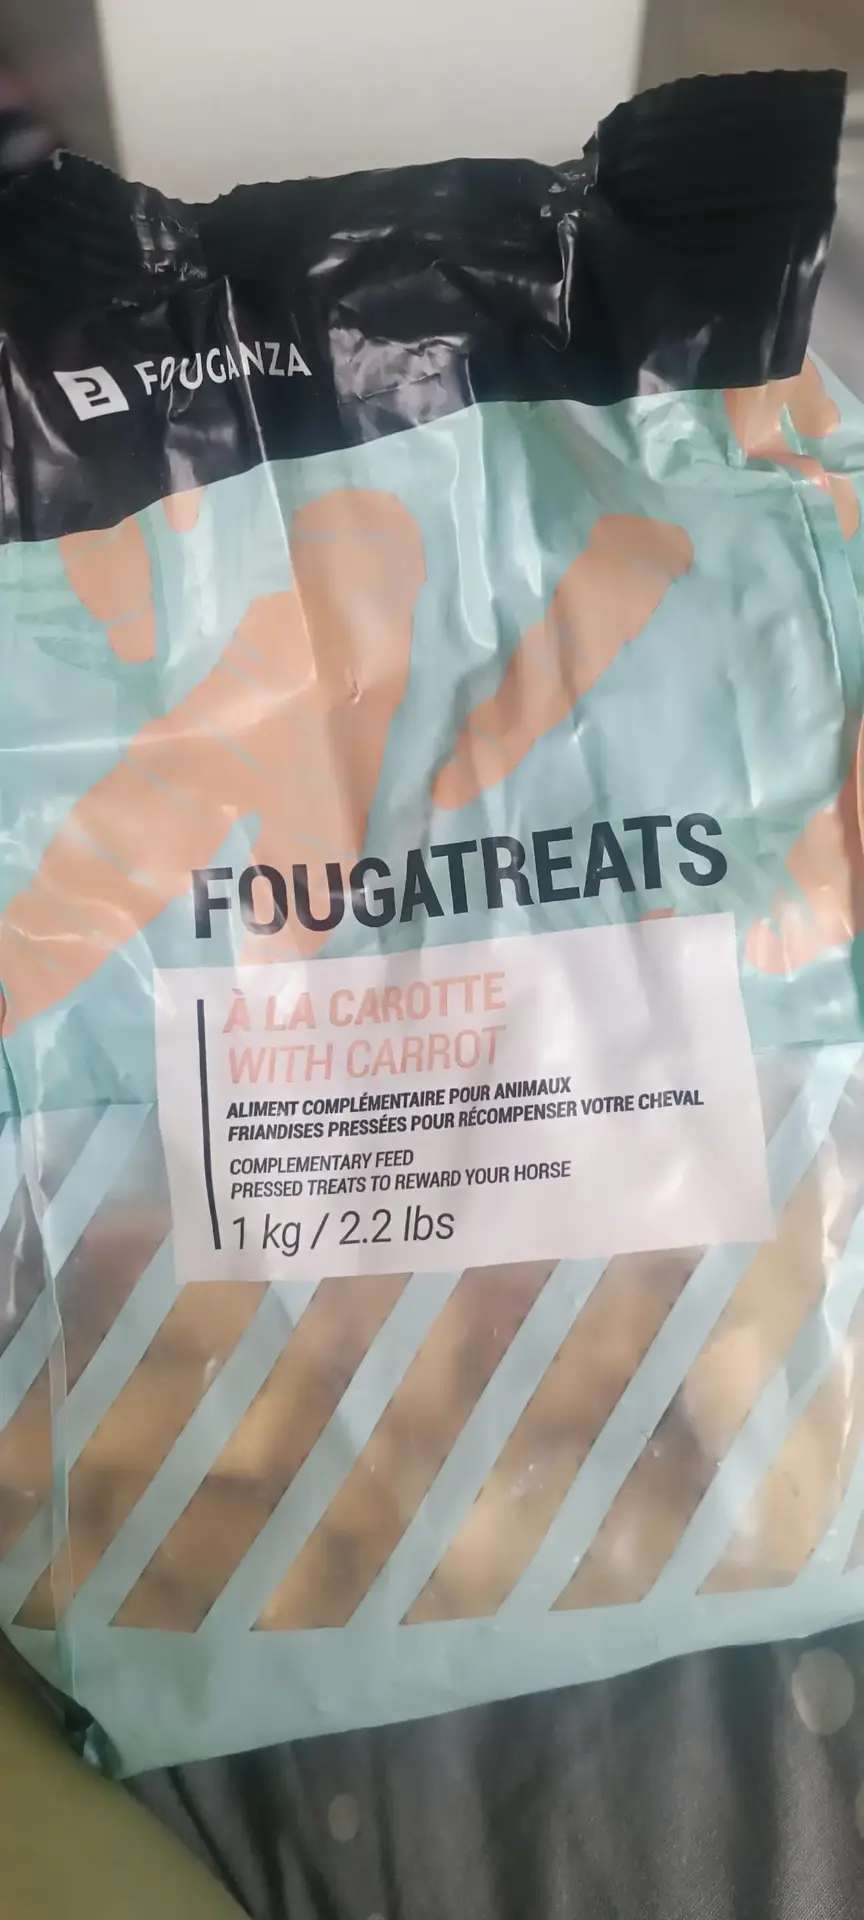 FOUGANZA
FOUGATREATS
À LA CAROTTE
WITH CARROT
ALIMENT COMPLÉMENTAIRE POUR ANIMAUX
FRIANDISES PRESSÉES POUR RÉCOMPENSER VOTRE CHEVAL
COMPLEMENTARY FEED
PRESSED TREATS TO REWARD YOUR HORSE
1 kg / 2.2 lbs